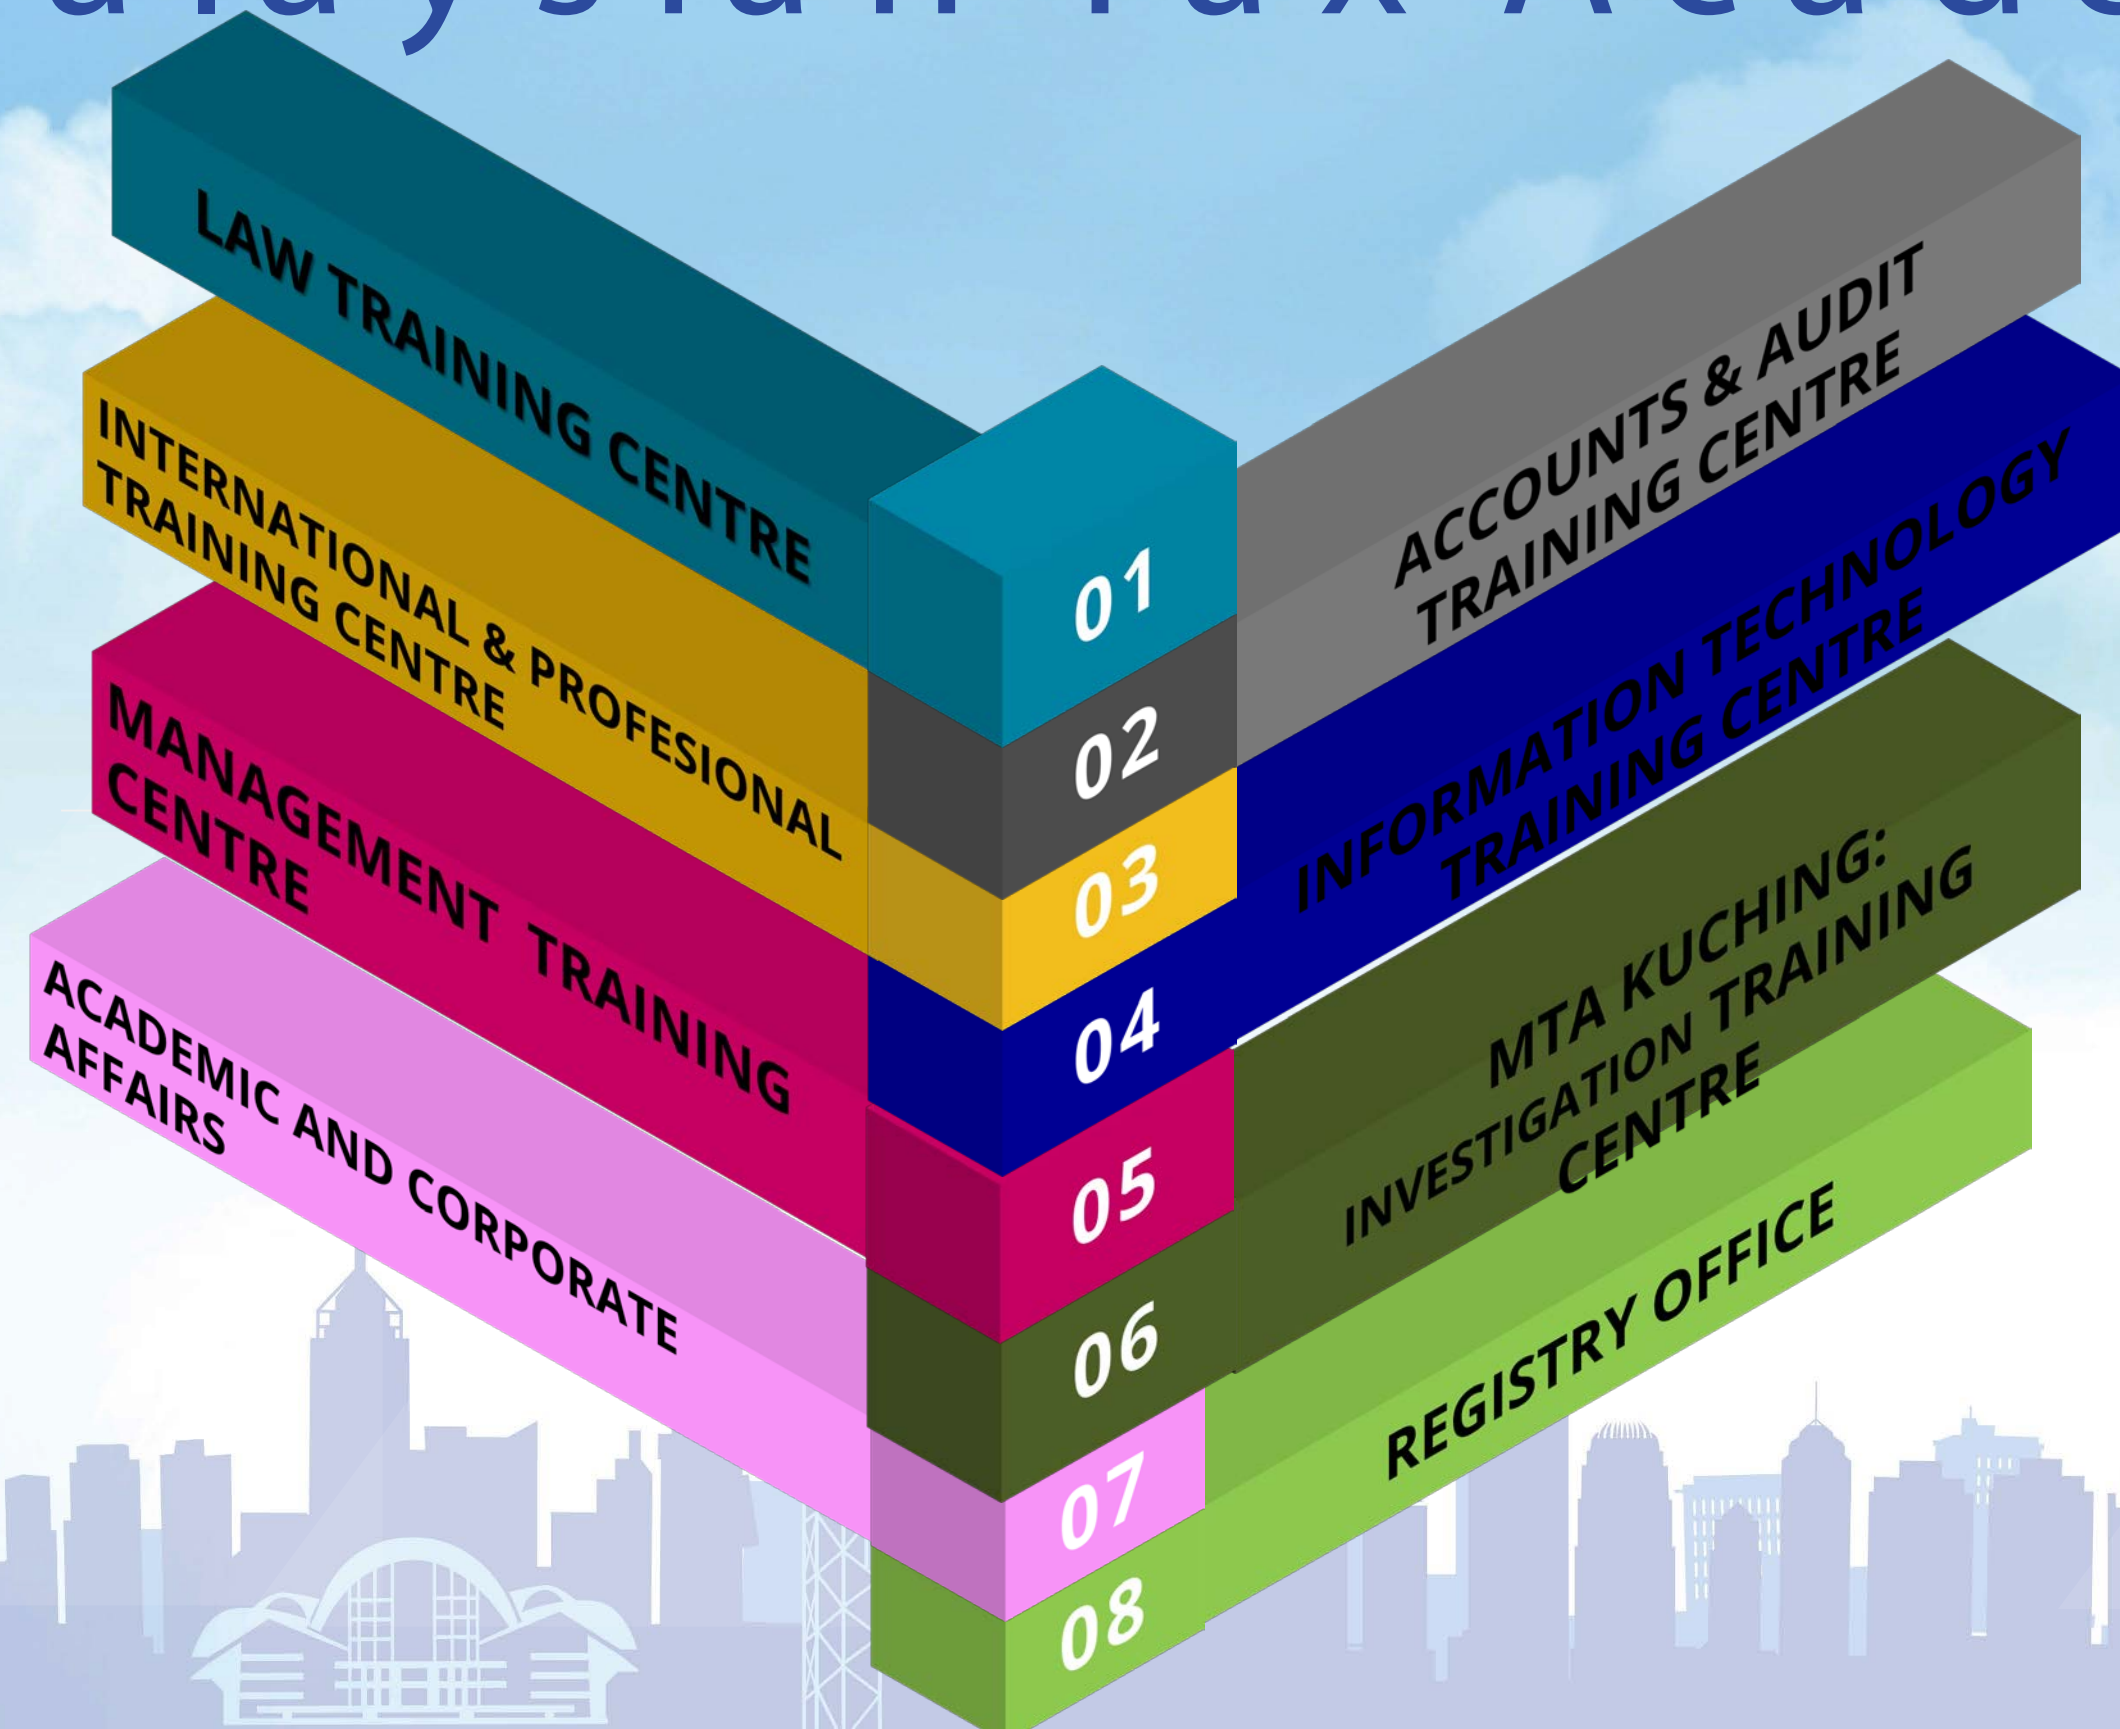 LAW TRAINING CENTRE
01
ACCOUNTS & AUDIT
TRAINING CENTRE
02
INTERNATIONAL & PROFESIONAL
TRAINING CENTRE
03
INFORMATION TECHNOLOGY
TRAINING CENTRE
04
MANAGEMENT TRAINING
CENTRE
05
MTA KUCHING:
INVESTIGATION TRAINING
CENTRE
06
ACADEMIC AND CORPORATE
AFFAIRS
07
REGISTRY OFFICE
08